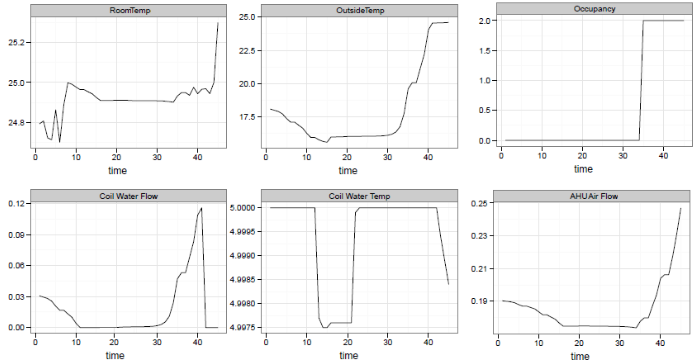 RoomTemp
25.2
25.0
24.8
0 10 20 30 40
time
OutsideTemp
25.0
22.5
20.0
17.5
0 10 20 30 40
time
Occupancy
2.0
1.5
1.0
0.5
0.0
0 10 20 30 40
time
Coil Water Flow
0.12
0.09
0.06
0.03
0.00
0 10 20 30 40
time
Coil Water Temp
5.0000
4.9995
4.9990
4.9985
4.9980
4.9975
0 10 20 30 40
time
AHUAir Flow
0.25
0.23
0.21
0.19
0 10 20 30 40
time